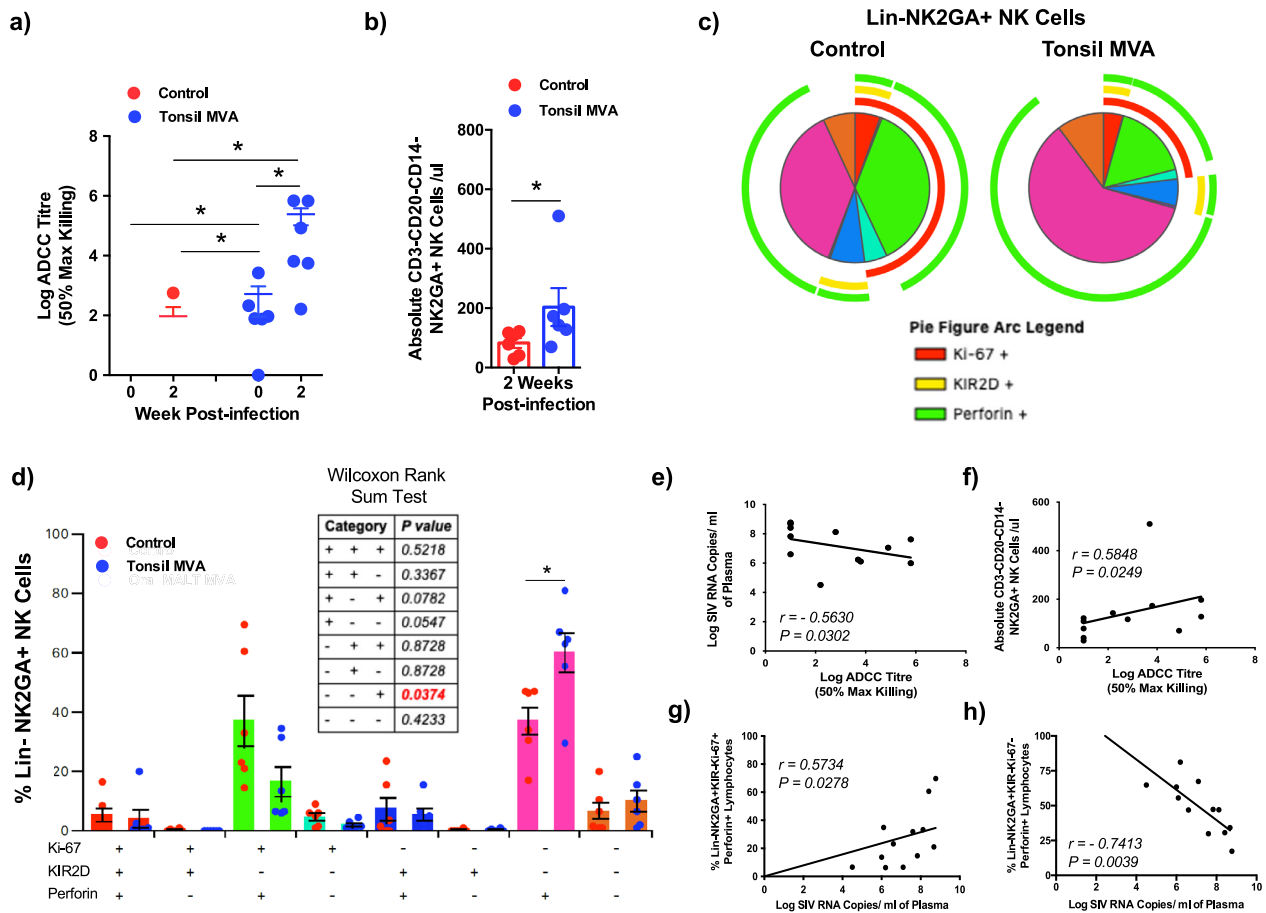 a)
Control
Tonsil MVA
8
6
4
2
0
Log ADCC Titre
(50% Max Killing)
*
*
*
*
0 2 0 2
Week Post-infection
b)
Control
Tonsil MVA
800
600
400
200
0
Absolute CD3-CD20-CD14-
NK2GA+ NK Cells /ul
*
2 Weeks
Post-infection
c)
Lin-NK2GA+ NK Cells
Control Tonsil MVA
Pie Figure Arc Legend
Ki-67 +
KIR2D +
Perforin +
d)
Control
Tonsil MVA
Wilcoxon Rank
Sum Test
Category P value
+ + + 0.5218
+ + - 0.3367
+ - + 0.0782
+ - - 0.0547
- + + 0.8728
- + - 0.8728
- - + 0.0374
- - - 0.4233
*
100
80
60
40
20
0
% Lin- NK2GA+ NK Cells
Ki-67 + + + + - - - -
KIR2D + + - - + + - -
Perforin + - + - + - + -
e)
10
8
6
4
2
0
Log SIV RNA Copies/ ml
of Plasma
r = - 0.5630
P = 0.0302
0 2 4 6 8
Log ADCC Titre
(50% Max Killing)
f)
600
400
200
0
Absolute CD3-CD20-CD14-
NK2GA+ NK Cells /ul
r = 0.5848
P = 0.0249
0 2 4 6 8
Log ADCC Titre
(50% Max Killing)
g)
100
75
50
25
0
% Lin-NK2GA+KIR-Ki-67+
Perforin+ Lymphocytes
r = 0.5734
P = 0.0278
0 2 4 6 8 10
Log SIV RNA Copies/ ml of Plasma
h)
100
75
50
25
0
% Lin-NK2GA+KIR-Ki-67-
Perforin+ Lymphocytes
r = - 0.7413
P = 0.0039
0 2 4 6 8 10
Log SIV RNA Copies/ ml of Plasma